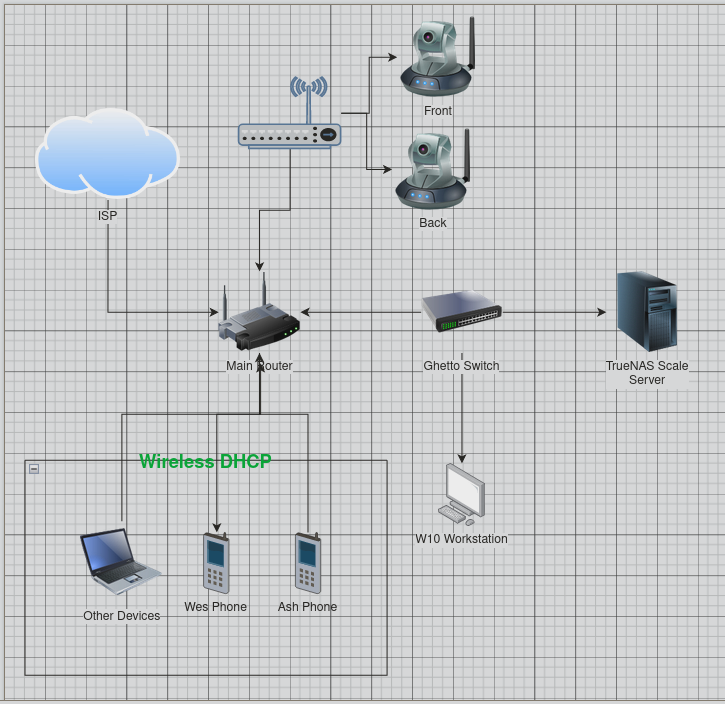 Front
Back
ISP
Main Router
Ghetto Switch
TrueNAS Scale
Server
Wireless DHCP
W10 Workstation
Other Devices
Wes Phone
Ash Phone